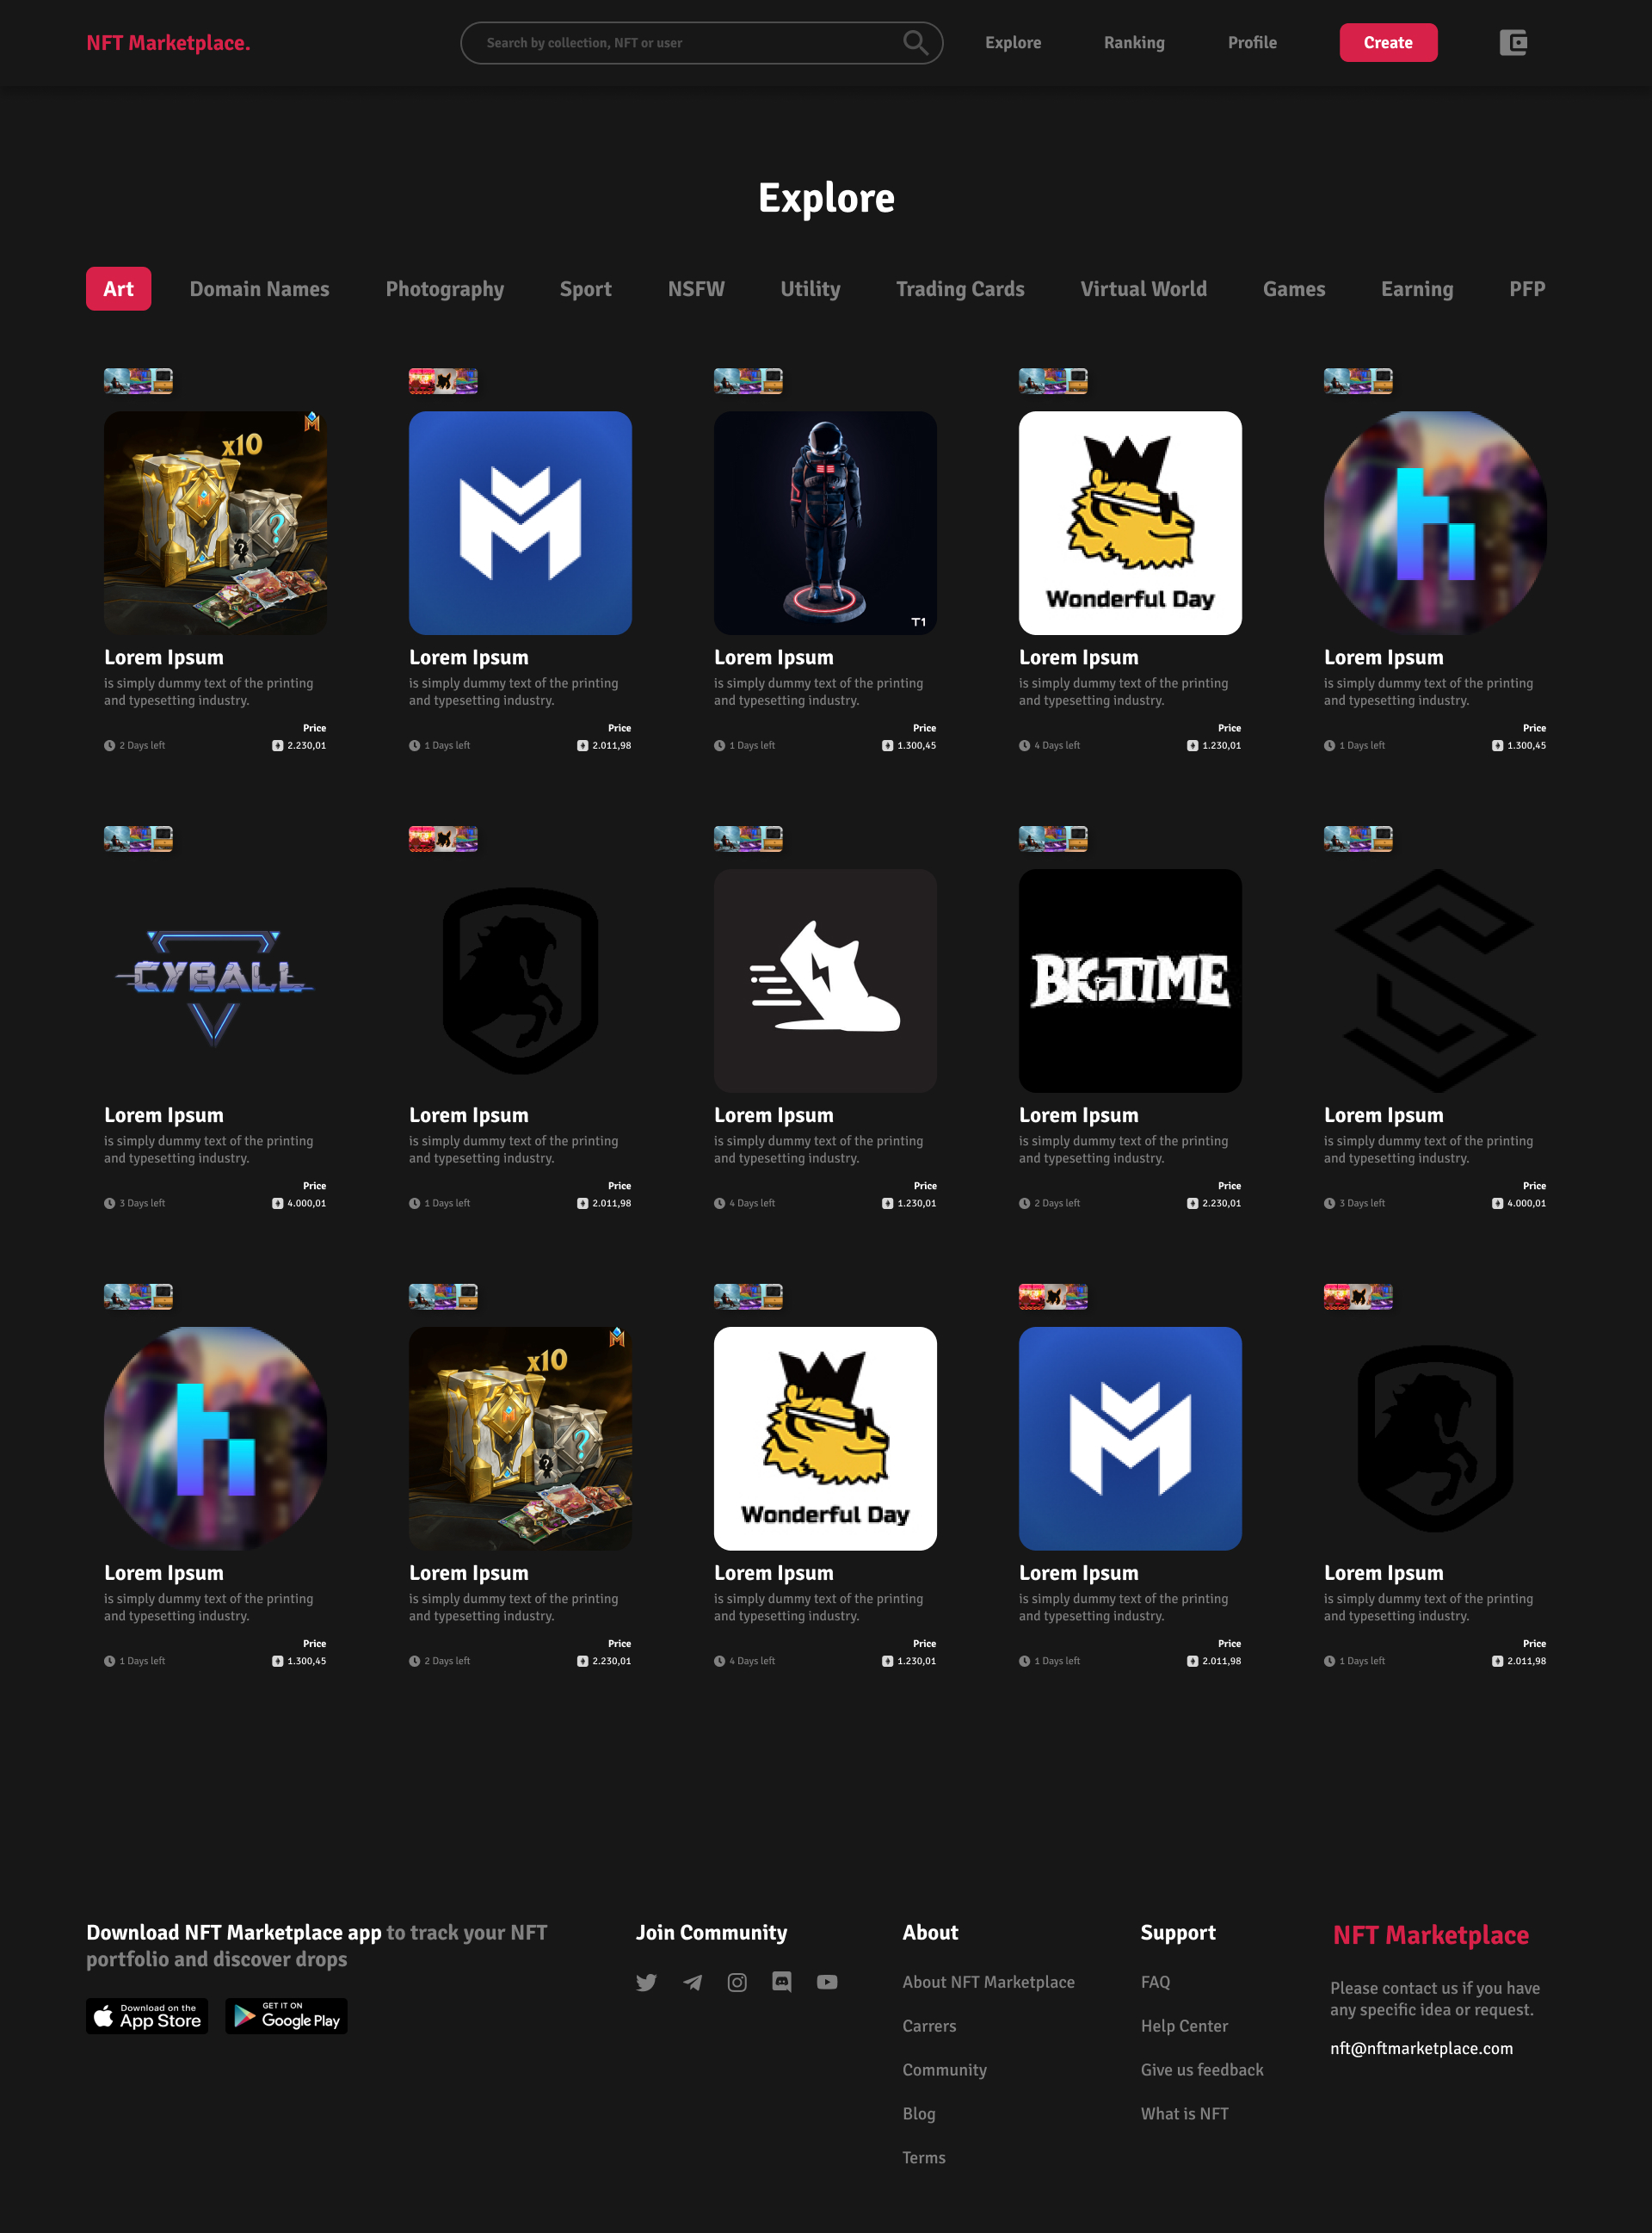 NFT Marketplace.
Search by collection, NFT or user
Explore
Ranking
Profile
Create
Explore
Art
Domain Names
Photography
Sport
NSFW
Utility
Trading Cards
Virtual World
Games
Earning
PFP
x10
Lorem Ipsum
is simply dummy text of the printing
and typesetting industry.
Price
2 Days left
2.230,01
Lorem Ipsum
is simply dummy text of the printing
and typesetting industry.
Price
1 Days left
2.011,98
T1
Lorem Ipsum
is simply dummy text of the printing
and typesetting industry.
Price
1 Days left
1.300,45
Wonderful Day
Lorem Ipsum
is simply dummy text of the printing
and typesetting industry.
Price
4 Days left
1.230,01
Lorem Ipsum
is simply dummy text of the printing
and typesetting industry.
Price
1 Days left
1.300,45
CYBALL
Lorem Ipsum
is simply dummy text of the printing
and typesetting industry.
Price
3 Days left
4.000,01
Lorem Ipsum
is simply dummy text of the printing
and typesetting industry.
Price
1 Days left
2.011,98
Lorem Ipsum
is simply dummy text of the printing
and typesetting industry.
Price
4 Days left
1.230,01
BIGTIME
Lorem Ipsum
is simply dummy text of the printing
and typesetting industry.
Price
2 Days left
2.230,01
Lorem Ipsum
is simply dummy text of the printing
and typesetting industry.
Price
3 Days left
4.000,01
Lorem Ipsum
is simply dummy text of the printing
and typesetting industry.
Price
1 Days left
1.300,45
x10
Lorem Ipsum
is simply dummy text of the printing
and typesetting industry.
Price
2 Days left
2.230,01
Wonderful Day
Lorem Ipsum
is simply dummy text of the printing
and typesetting industry.
Price
4 Days left
1.230,01
Lorem Ipsum
is simply dummy text of the printing
and typesetting industry.
Price
1 Days left
2.011,98
Lorem Ipsum
is simply dummy text of the printing
and typesetting industry.
Price
1 Days left
2.011,98
Download NFT Marketplace app to track your NFT
portfolio and discover drops
Download on the
App Store
GET IT ON
Google Play
Join Community
About
About NFT Marketplace
Carrers
Community
Blog
Terms
Support
FAQ
Help Center
Give us feedback
What is NFT
NFT Marketplace
Please contact us if you have
any specific idea or request.
nft@nftmarketplace.com